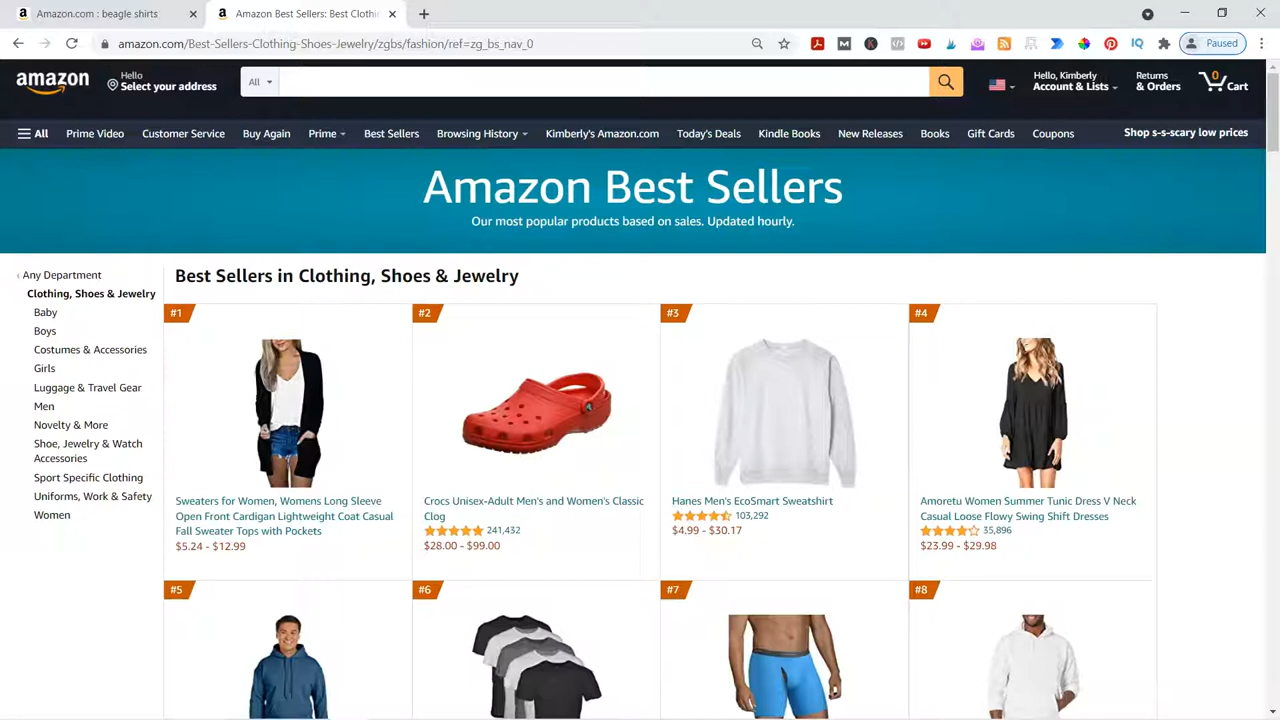 Amazon.com : beagle shirts
Amazon Best Sellers: Best Clothi
amazon.com/Best-Sellers-Clothing-Shoes-Jewelry/zgbs/fashion/ref=zg_bs_nav_0
Paused
amazon
Hello
Select your address
All
Hello, Kimberly
Account & Lists
Returns
& Orders
0
Cart
All
Prime Video
Customer Service
Buy Again
Prime
Best Sellers
Browsing History
Kimberly's Amazon.com
Today's Deals
Kindle Books
New Releases
Books
Gift Cards
Coupons
Shop s-s-scary low prices
Amazon Best Sellers
Our most popular products based on sales. Updated hourly.
‹ Any Department
Clothing, Shoes & Jewelry
Baby
Boys
Costumes & Accessories
Girls
Luggage & Travel Gear
Men
Novelty & More
Shoe, Jewelry & Watch
Accessories
Sport Specific Clothing
Uniforms, Work & Safety
Women
Best Sellers in Clothing, Shoes & Jewelry
#1
Sweaters for Women, Womens Long Sleeve
Open Front Cardigan Lightweight Coat Casual
Fall Sweater Tops with Pockets
$5.24 - $12.99
#2
Crocs Unisex-Adult Men's and Women's Classic
Clog
241,432
$28.00 - $99.00
#3
Hanes Men's EcoSmart Sweatshirt
103,292
$4.99 - $30.17
#4
Amoretu Women Summer Tunic Dress V Neck
Casual Loose Flowy Swing Shift Dresses
35,896
$23.99 - $29.98
#5
#6
#7
#8